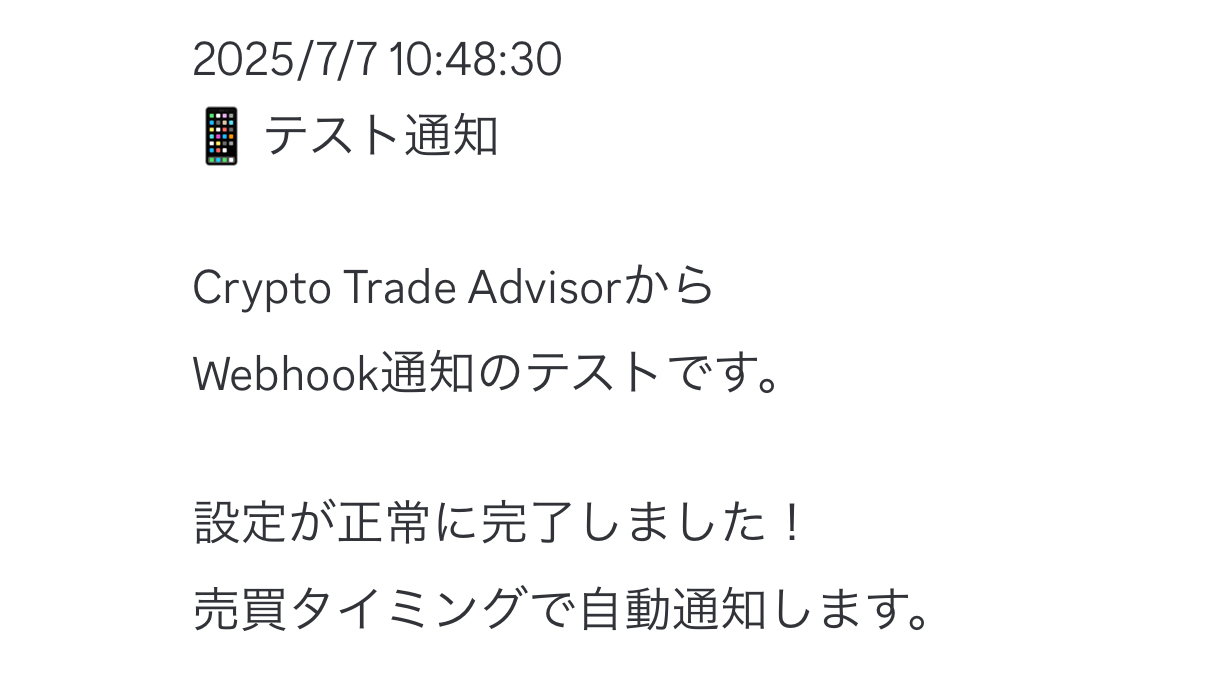 2025/7/7 10:48:30
📱 テスト通知
Crypto Trade Advisorから
Webhook通知のテストです。
設定が正常に完了しました！
売買タイミングで自動通知します。